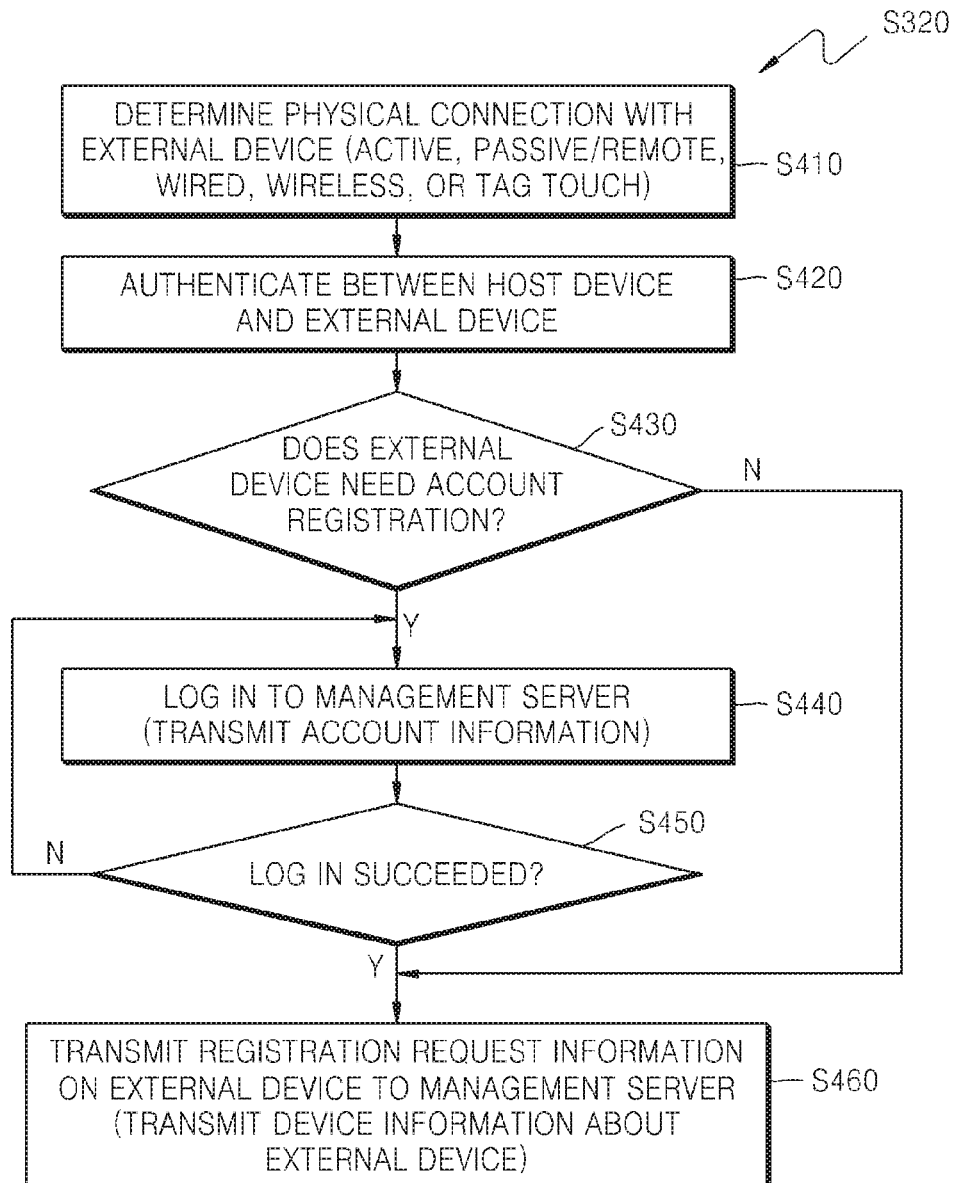 S320
DETERMINE PHYSICAL CONNECTION WITH
EXTERNAL DEVICE (ACTIVE, PASSIVE/REMOTE,
WIRED, WIRELESS, OR TAG TOUCH)
S410
AUTHENTICATE BETWEEN HOST DEVICE
AND EXTERNAL DEVICE
S420
DOES EXTERNAL
DEVICE NEED ACCOUNT
REGISTRATION?
S430
N
Y
LOG IN TO MANAGEMENT SERVER
(TRANSMIT ACCOUNT INFORMATION)
S440
LOG IN SUCCEEDED?
S450
N
Y
TRANSMIT REGISTRATION REQUEST INFORMATION
ON EXTERNAL DEVICE TO MANAGEMENT SERVER
(TRANSMIT DEVICE INFORMATION ABOUT
EXTERNAL DEVICE)
S460